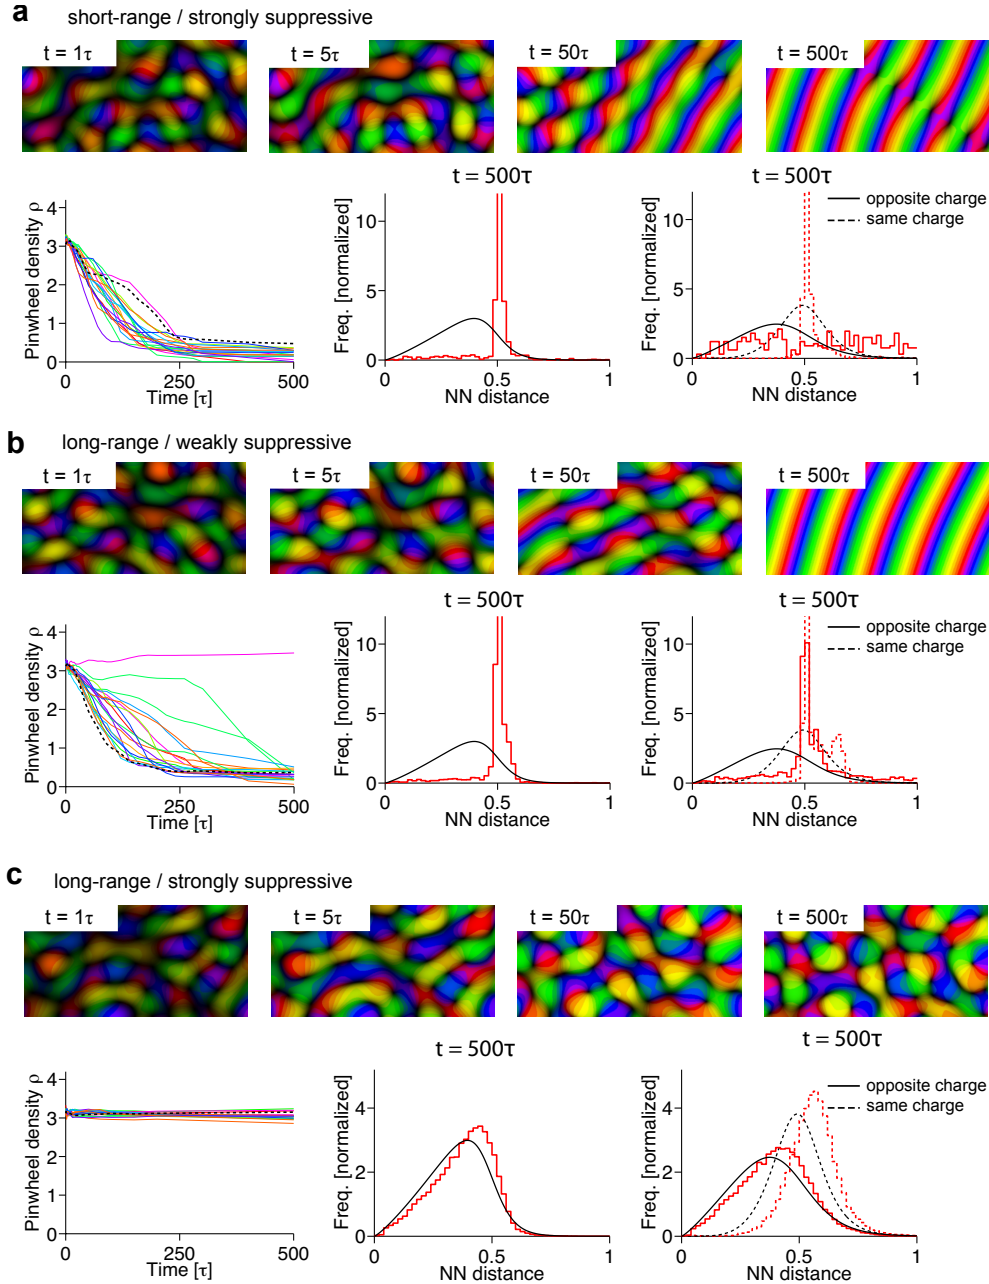 a
short-range / strongly suppressive
t = 1τ
t = 5τ
t = 50τ
t = 500τ
Pinwheel density ρ
4
3
2
1
0
0
250
500
Time [τ]
t = 500τ
Freq. [normalized]
10
5
0
0
0.5
1
NN distance
t = 500τ
Freq. [normalized]
10
5
0
0
0.5
1
NN distance
opposite charge
same charge
b
long-range / weakly suppressive
t = 1τ
t = 5τ
t = 50τ
t = 500τ
Pinwheel density ρ
4
3
2
1
0
0
250
500
Time [τ]
t = 500τ
Freq. [normalized]
10
5
0
0
0.5
1
NN distance
t = 500τ
Freq. [normalized]
10
5
0
0
0.5
1
NN distance
opposite charge
same charge
c
long-range / strongly suppressive
t = 1τ
t = 5τ
t = 50τ
t = 500τ
Pinwheel density ρ
4
3
2
1
0
0
250
500
Time [τ]
t = 500τ
Freq. [normalized]
4
2
0
0
0.5
1
NN distance
t = 500τ
Freq. [normalized]
4
2
0
0
0.5
1
NN distance
opposite charge
same charge